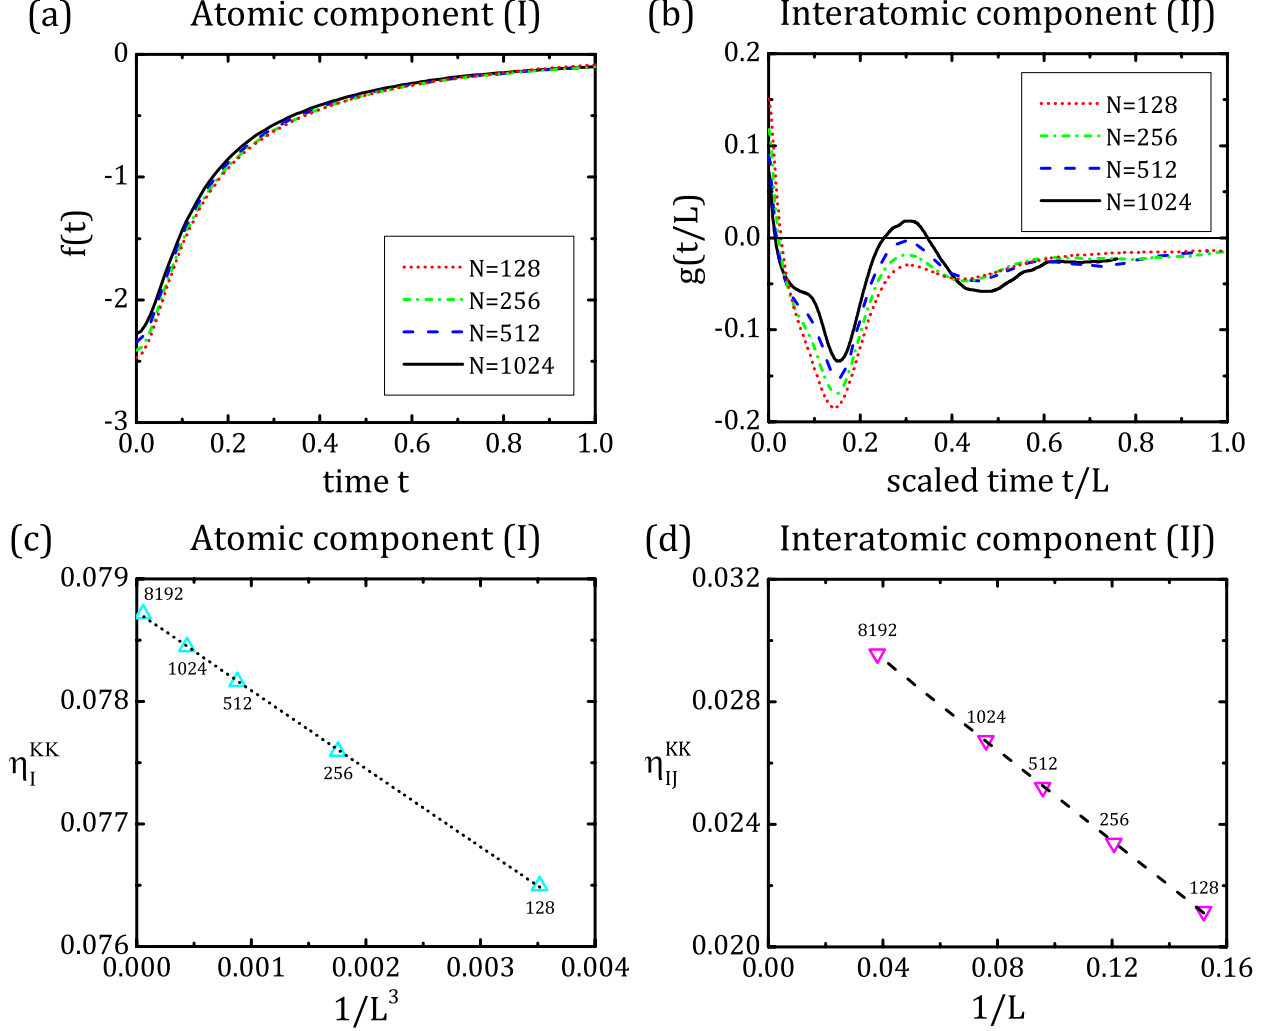 (a) Atomic component (I)
0
-1
-2
-3
f(t)
N=128
N=256
N=512
N=1024
0.0 0.2 0.4 0.6 0.8 1.0
time t
(b) Interatomic component (IJ)
0.2
0.1
0.0
-0.1
-0.2
g(t/L)
N=128
N=256
N=512
N=1024
0.0 0.2 0.4 0.6 0.8 1.0
scaled time t/L
(c) Atomic component (I)
0.079
0.078
0.077
0.076
η_I^KK
8192
1024
512
256
128
0.000 0.001 0.002 0.003 0.004
1/L³
(d) Interatomic component (IJ)
0.032
0.028
0.024
0.020
η_IJ^KK
8192
1024
512
256
128
0.00 0.04 0.08 0.12 0.16
1/L